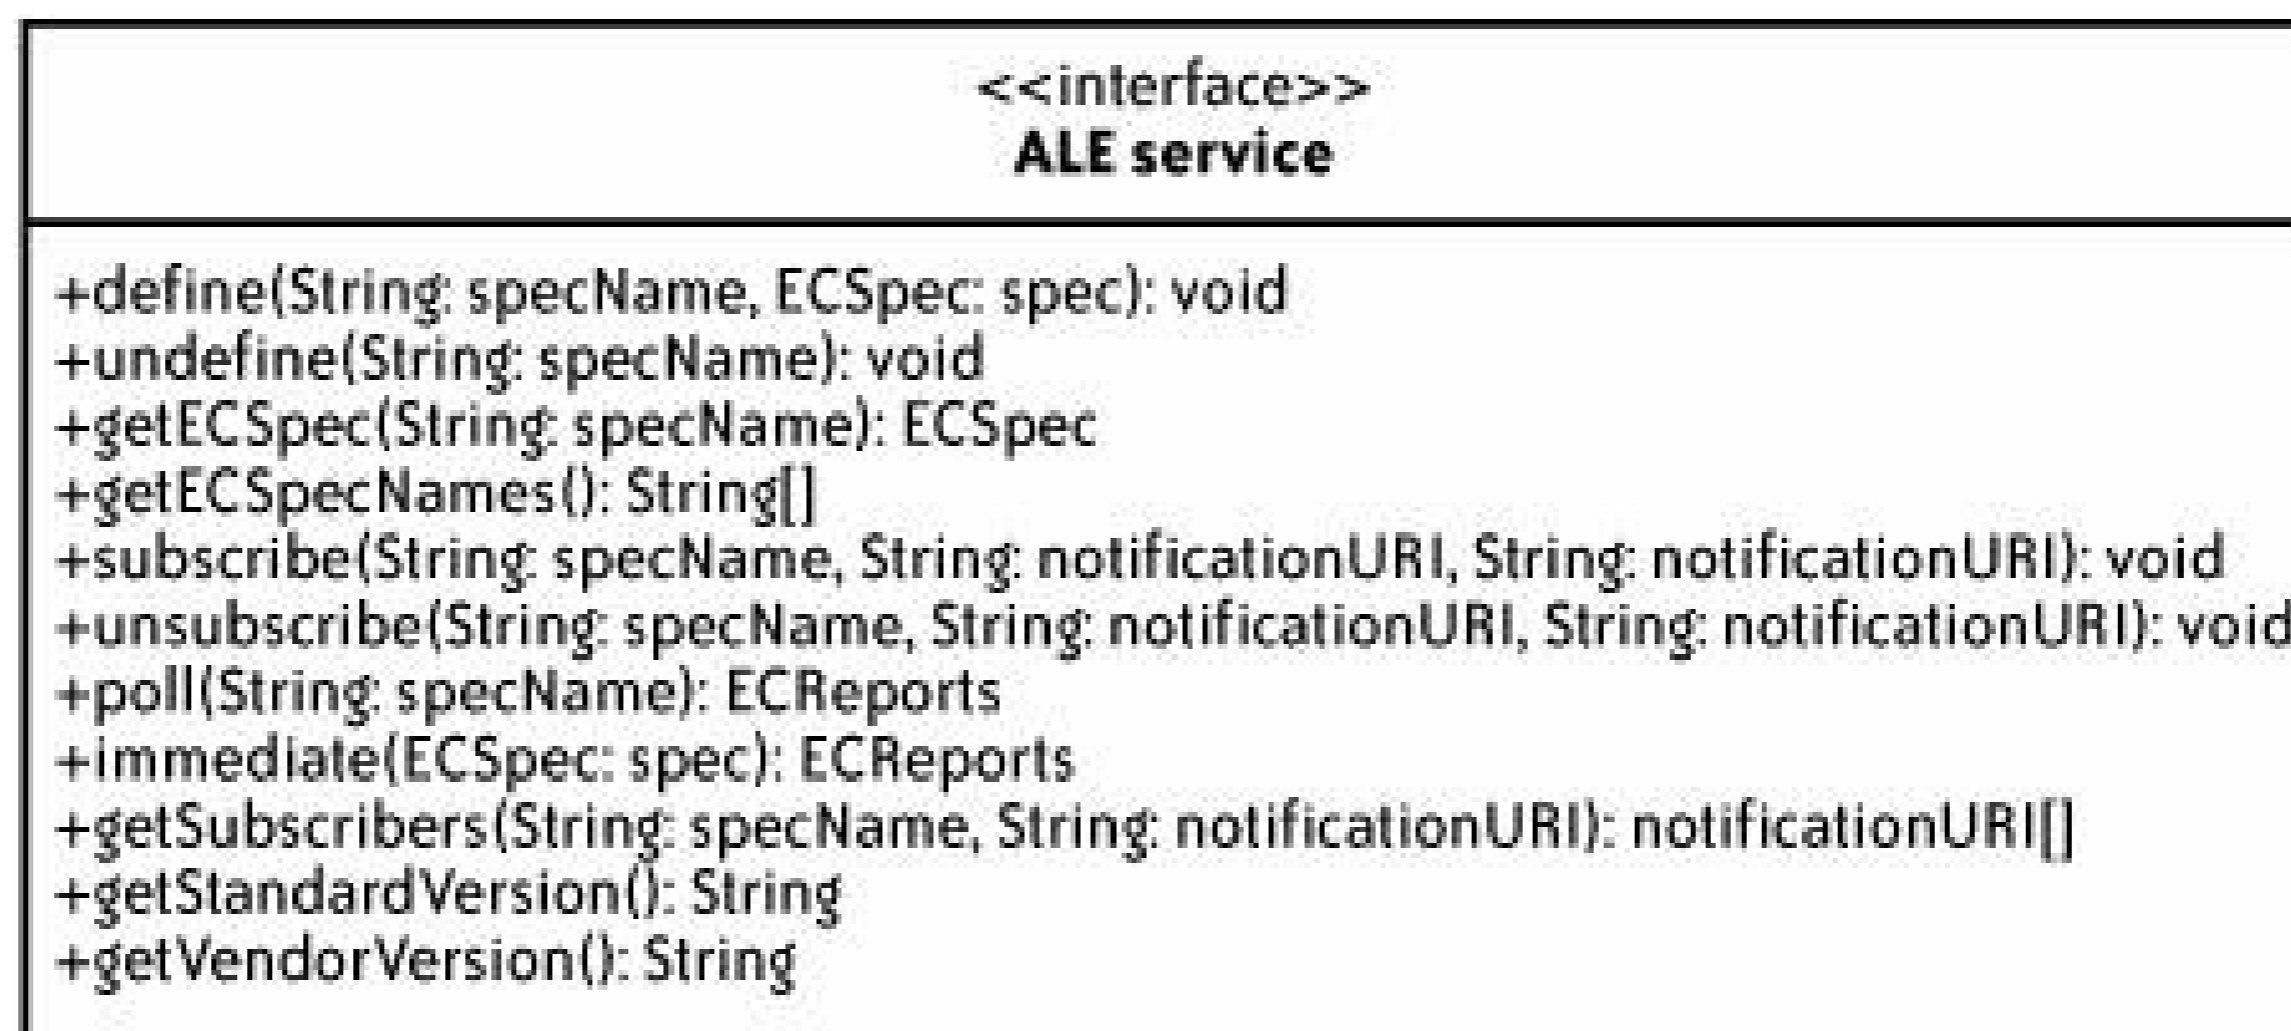 <<interface>>
ALE service
+define(String: specName, ECSpec: spec): void
+undefine(String: specName): void
+getECSpec(String: specName): ECSpec
+getECSpecNames(): String[]
+subscribe(String: specName, String: notificationURI, String: notificationURI): void
+unsubscribe(String: specName, String: notificationURI, String: notificationURI): void
+poll(String: specName): ECReports
+immediate(ECSpec: spec): ECReports
+getSubscribers(String: specName, String: notificationURI): notificationURI[]
+getStandardVersion(): String
+getVendorVersion(): String